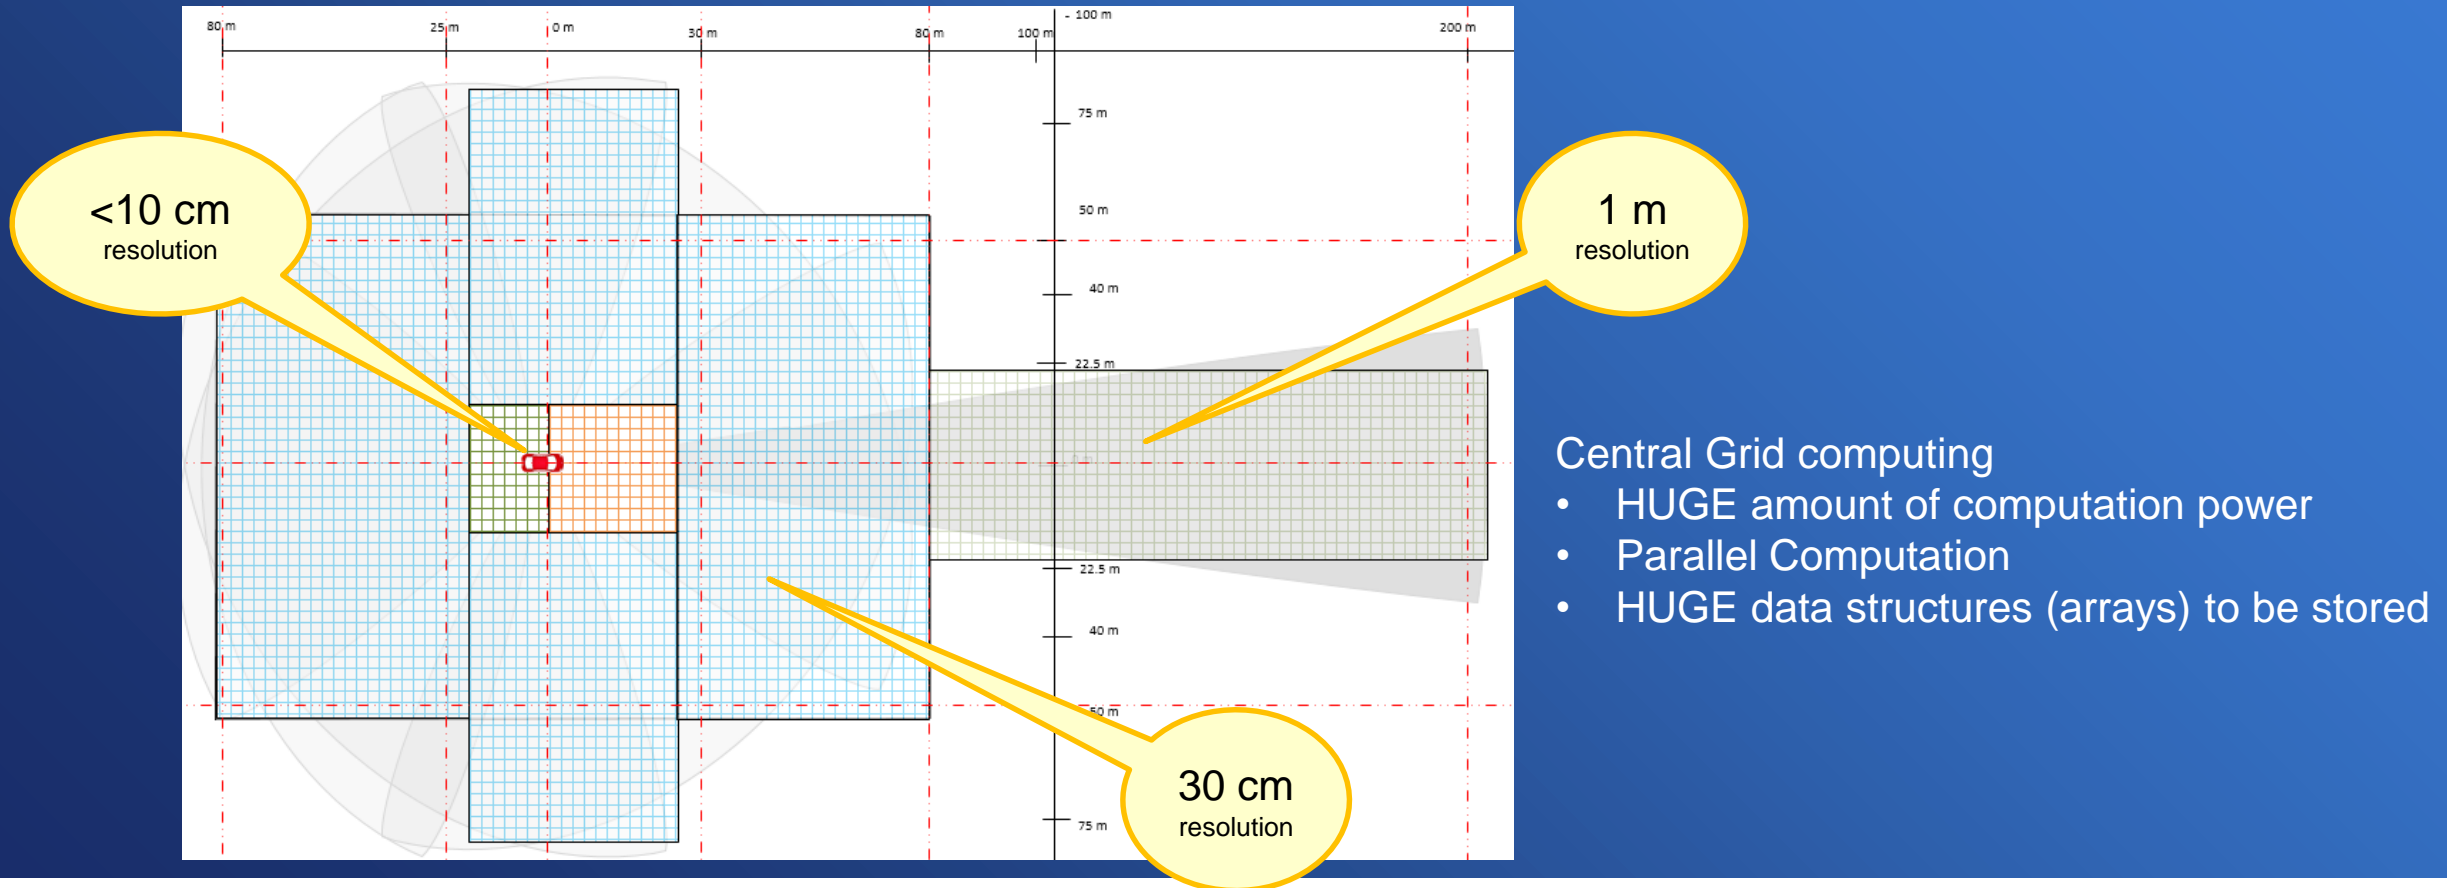 80 m
25 m
0 m
30 m
80 m
100 m
- 100 m
200 m
75 m
<10 cm
resolution
50 m
1 m
resolution
40 m
22.5 m
0 m
Central Grid computing
• HUGE amount of computation power
• Parallel Computation
• HUGE data structures (arrays) to be stored
22.5 m
40 m
50 m
30 cm
resolution
75 m